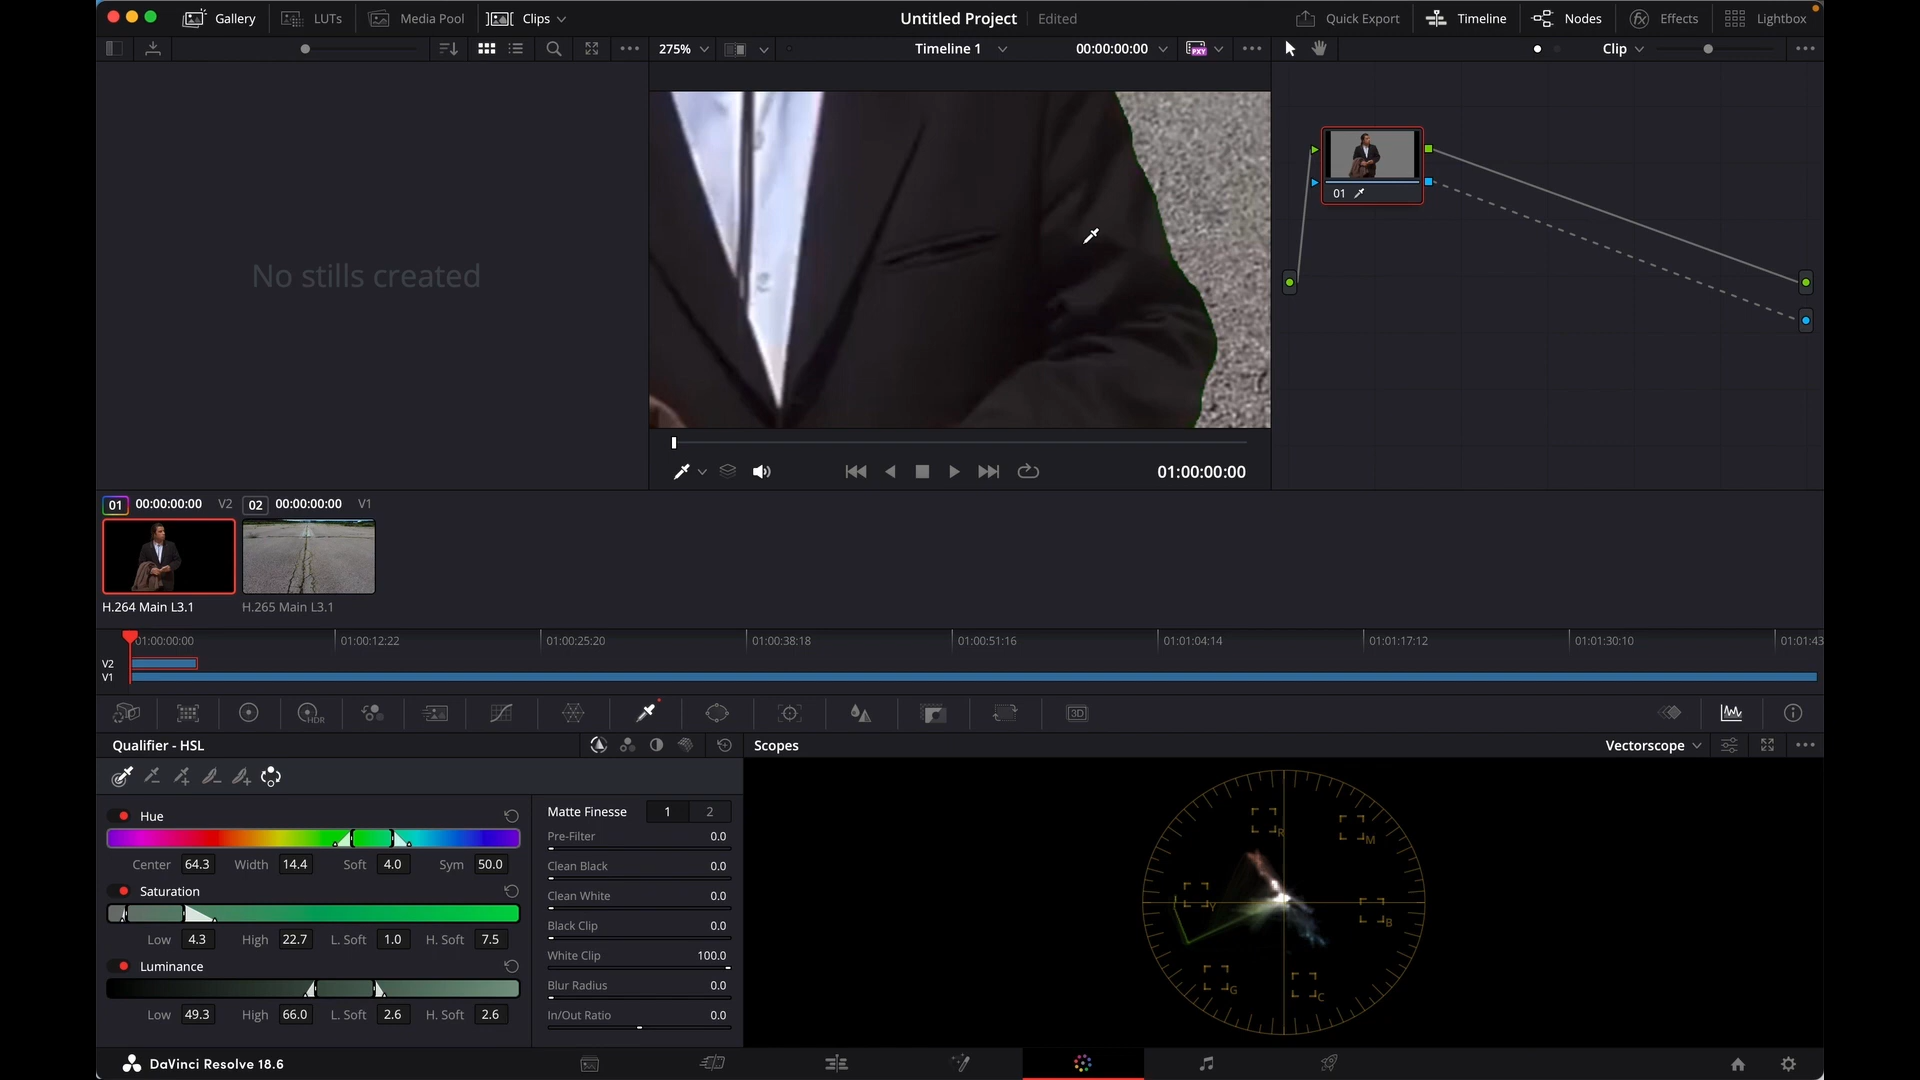 Gallery LUTs Media Pool Clips Untitled Project Edited Quick Export Timeline Nodes Effects Lightbox
275% Timeline 1 00:00:00:00 PXY Clip
No stills created
01
01:00:00:00
01 00:00:00:00 V2 02 00:00:00:00 V1
H.264 Main L3.1 H.265 Main L3.1
01:00:00:00 01:00:12:22 01:00:25:20 01:00:38:18 01:00:51:16 01:01:04:14 01:01:17:12 01:01:30:10 01:01:43
V2
V1
HDR 3D
Qualifier - HSL Scopes Vectorscope
Hue
Center 64.3 Width 14.4 Soft 4.0 Sym 50.0
Saturation
Low 4.3 High 22.7 L. Soft 1.0 H. Soft 7.5
Luminance
Low 49.3 High 66.0 L. Soft 2.6 H. Soft 2.6
Matte Finesse 1 2
Pre-Filter 0.0
Clean Black 0.0
Clean White 0.0
Black Clip 0.0
White Clip 100.0
Blur Radius 0.0
In/Out Ratio 0.0
R
M
Y
B
G
C
DaVinci Resolve 18.6